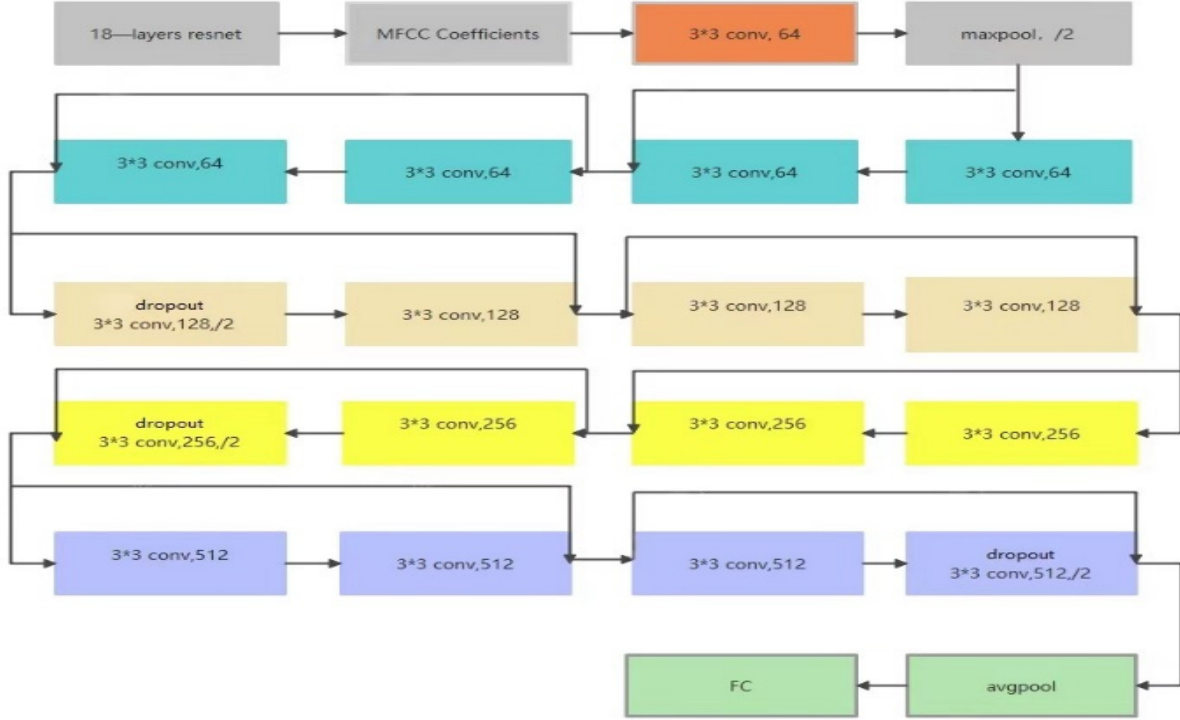 18—layers resnet
MFCC Coefficients
3*3 conv, 64
maxpool, /2
3*3 conv,64
3*3 conv,64
3*3 conv,64
3*3 conv,64
dropout
3*3 conv,128,/2
3*3 conv,128
3*3 conv,128
3*3 conv,128
dropout
3*3 conv,256,/2
3*3 conv,256
3*3 conv,256
3*3 conv,256
3*3 conv,512
3*3 conv,512
3*3 conv,512
dropout
3*3 conv,512,/2
FC
avgpool